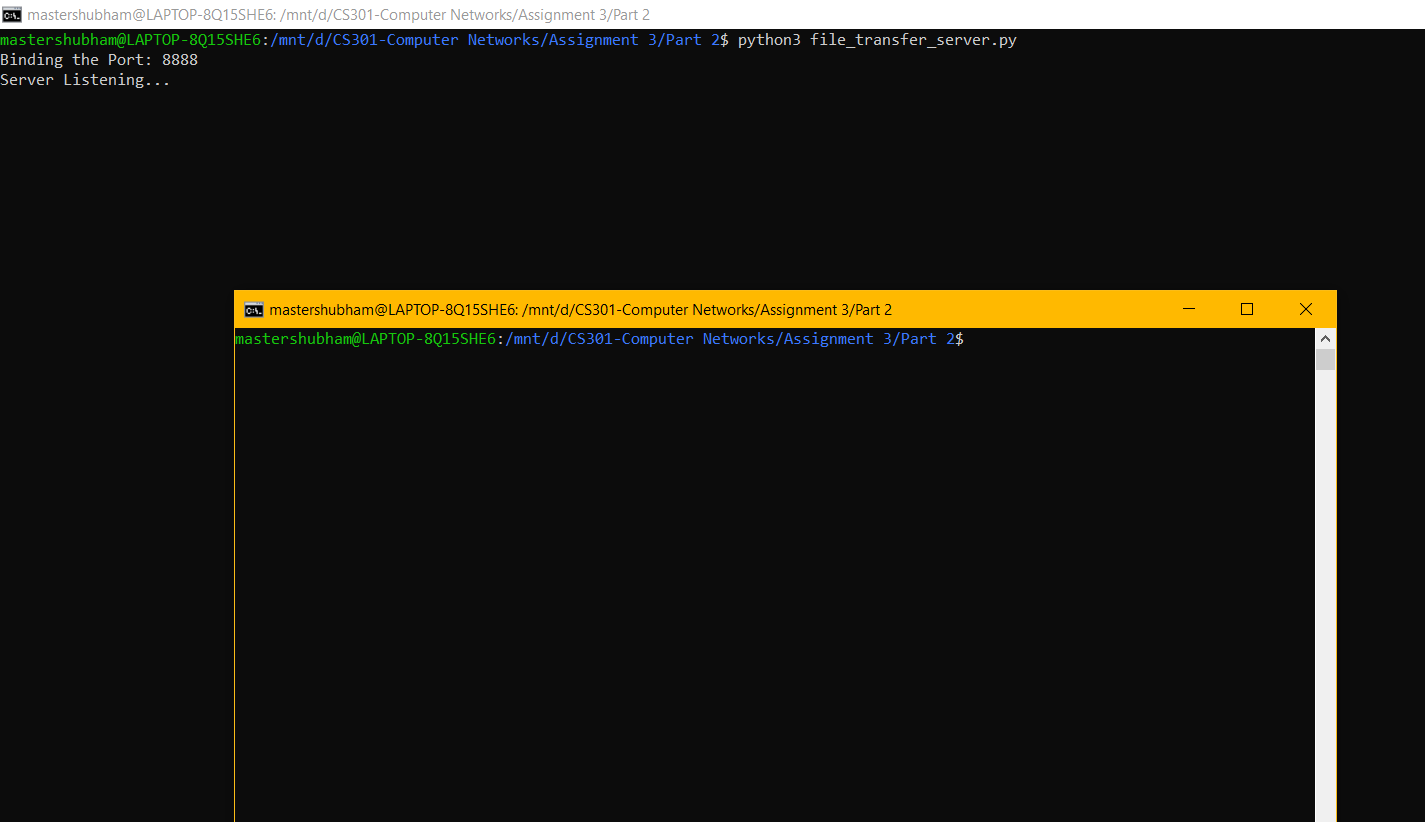 mastershubham@LAPTOP-8Q15SHE6: /mnt/d/CS301-Computer Networks/Assignment 3/Part 2
mastershubham@LAPTOP-8Q15SHE6:/mnt/d/CS301-Computer Networks/Assignment 3/Part 2$ python3 file_transfer_server.py
Binding the Port: 8888
Server Listening...
mastershubham@LAPTOP-8Q15SHE6: /mnt/d/CS301-Computer Networks/Assignment 3/Part 2
mastershubham@LAPTOP-8Q15SHE6:/mnt/d/CS301-Computer Networks/Assignment 3/Part 2$